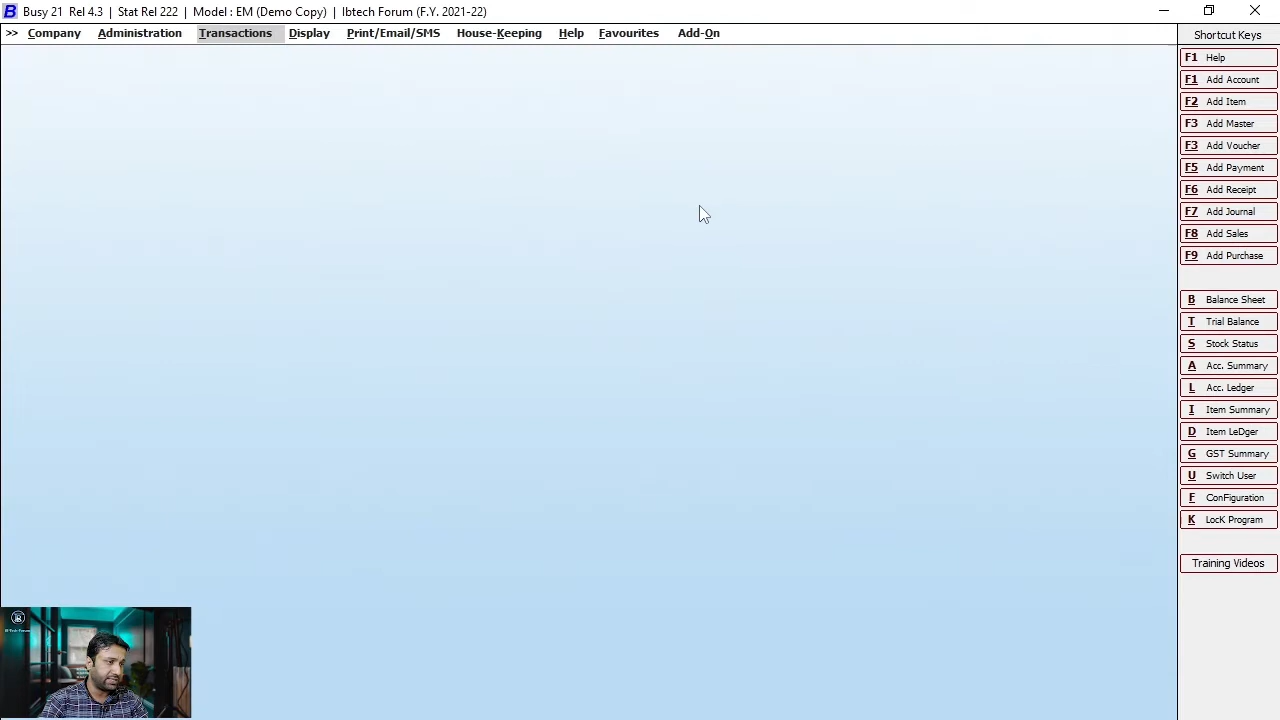 Busy 21 Rel 4.3 | Stat Rel 222 | Model : EM (Demo Copy) | Ibtech Forum (F.Y. 2021-22)
>> Company Administration Transactions Display Print/Email/SMS House-Keeping Help Favourites Add-On
Shortcut Keys
F1 Help
F1 Add Account
F2 Add Item
F3 Add Master
F3 Add Voucher
F5 Add Payment
F6 Add Receipt
F7 Add Journal
F8 Add Sales
F9 Add Purchase
B Balance Sheet
T Trial Balance
S Stock Status
A Acc. Summary
L Acc. Ledger
I Item Summary
D Item LeDger
G GST Summary
U Switch User
F ConFiguration
K LocK Program
Training Videos